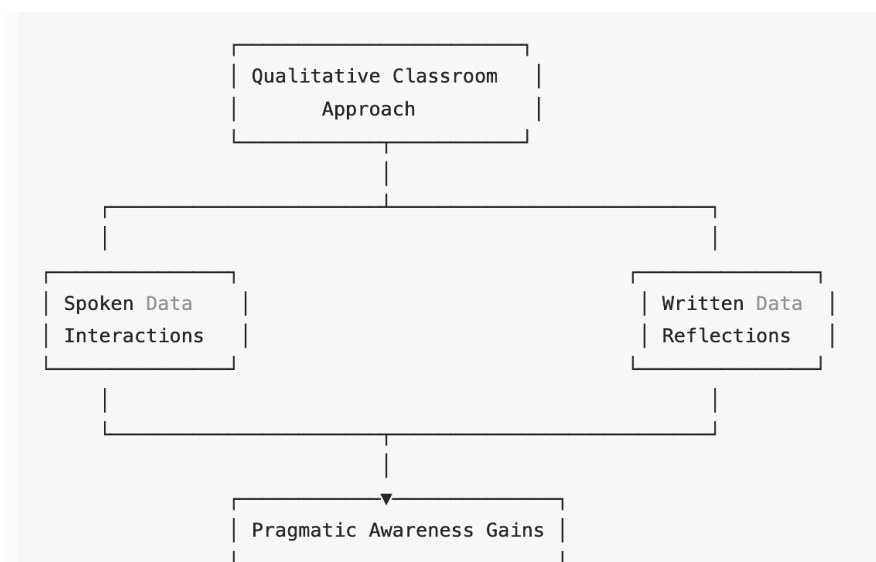 Qualitative Classroom
Approach
Spoken Data
Interactions
Written Data
Reflections
Pragmatic Awareness Gains